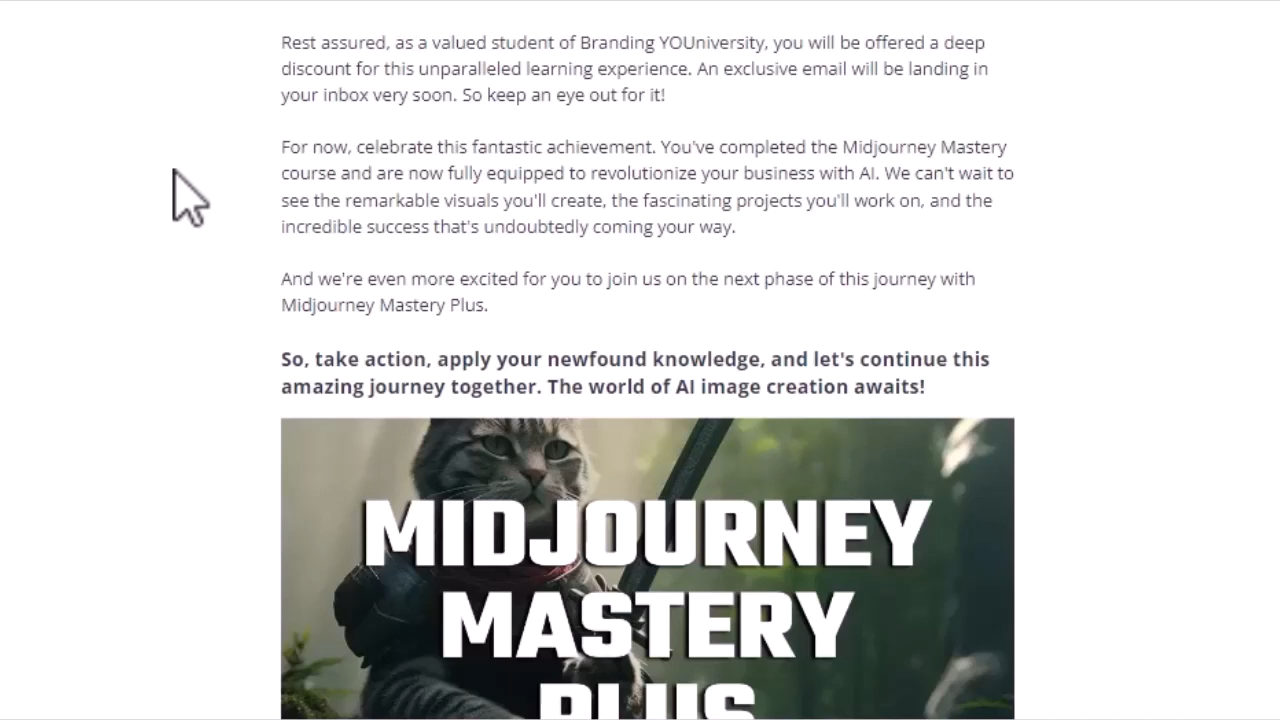 Rest assured, as a valued student of Branding YOUniversity, you will be offered a deep
discount for this unparalleled learning experience. An exclusive email will be landing in
your inbox very soon. So keep an eye out for it!
For now, celebrate this fantastic achievement. You've completed the Midjourney Mastery
course and are now fully equipped to revolutionize your business with AI. We can't wait to
see the remarkable visuals you'll create, the fascinating projects you'll work on, and the
incredible success that's undoubtedly coming your way.
And we're even more excited for you to join us on the next phase of this journey with
Midjourney Mastery Plus.
So, take action, apply your newfound knowledge, and let's continue this
amazing journey together. The world of AI image creation awaits!
MIDJOURNEY
MASTERY
PLUS